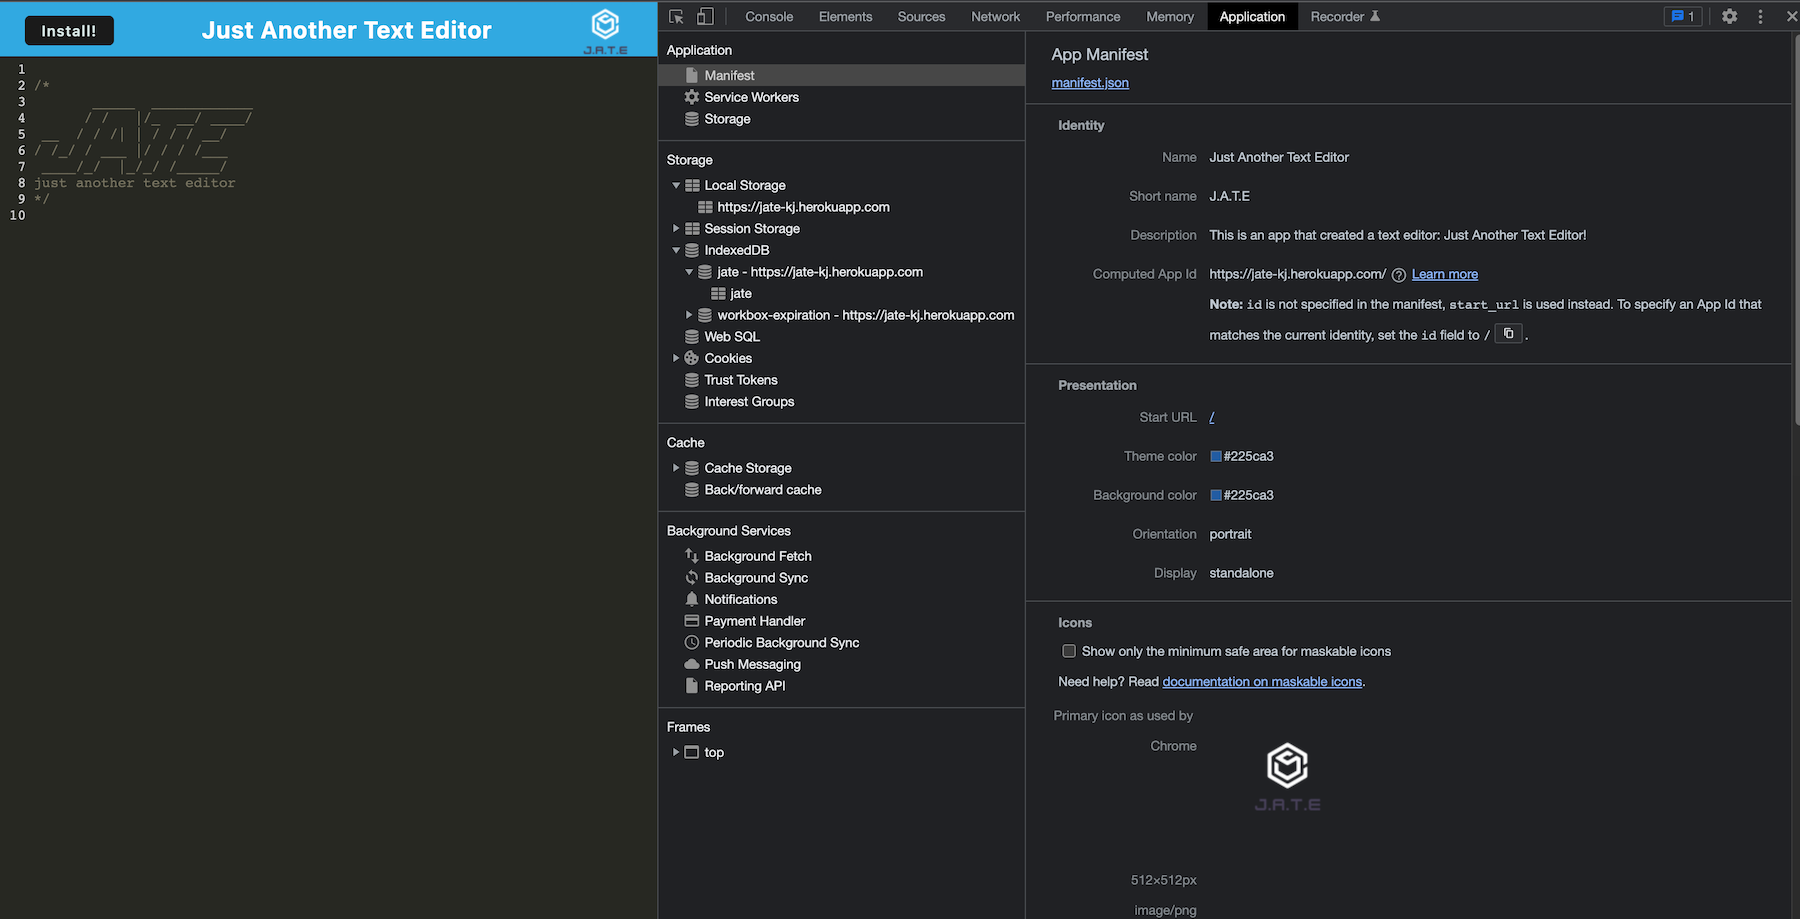 Install!
Just Another Text Editor
J.A.T.E
1
2 /*
3       ______  ______________
4      / /   |/_  __/ ____/
5  __  / / /| | / / / __/
6 / /_/ / ___ |/ / / /___
7 \____/_/  |_/_/ /_____/
8 just another text editor
9 */
10
Console Elements Sources Network Performance Memory Application Recorder 1
Application
Manifest
Service Workers
Storage
Storage
Local Storage
https://jate-kj.herokuapp.com
Session Storage
IndexedDB
jate - https://jate-kj.herokuapp.com
jate
workbox-expiration - https://jate-kj.herokuapp.com
Web SQL
Cookies
Trust Tokens
Interest Groups
Cache
Cache Storage
Back/forward cache
Background Services
Background Fetch
Background Sync
Notifications
Payment Handler
Periodic Background Sync
Push Messaging
Reporting API
Frames
top
App Manifest
manifest.json
Identity
Name Just Another Text Editor
Short name J.A.T.E
Description This is an app that created a text editor: Just Another Text Editor!
Computed App Id https://jate-kj.herokuapp.com/ ? Learn more
Note: id is not specified in the manifest, start_url is used instead. To specify an App Id that
matches the current identity, set the id field to / .
Presentation
Start URL /
Theme color #225ca3
Background color #225ca3
Orientation portrait
Display standalone
Icons
Show only the minimum safe area for maskable icons
Need help? Read documentation on maskable icons.
Primary icon as used by
Chrome
J.A.T.E
512×512px
image/png